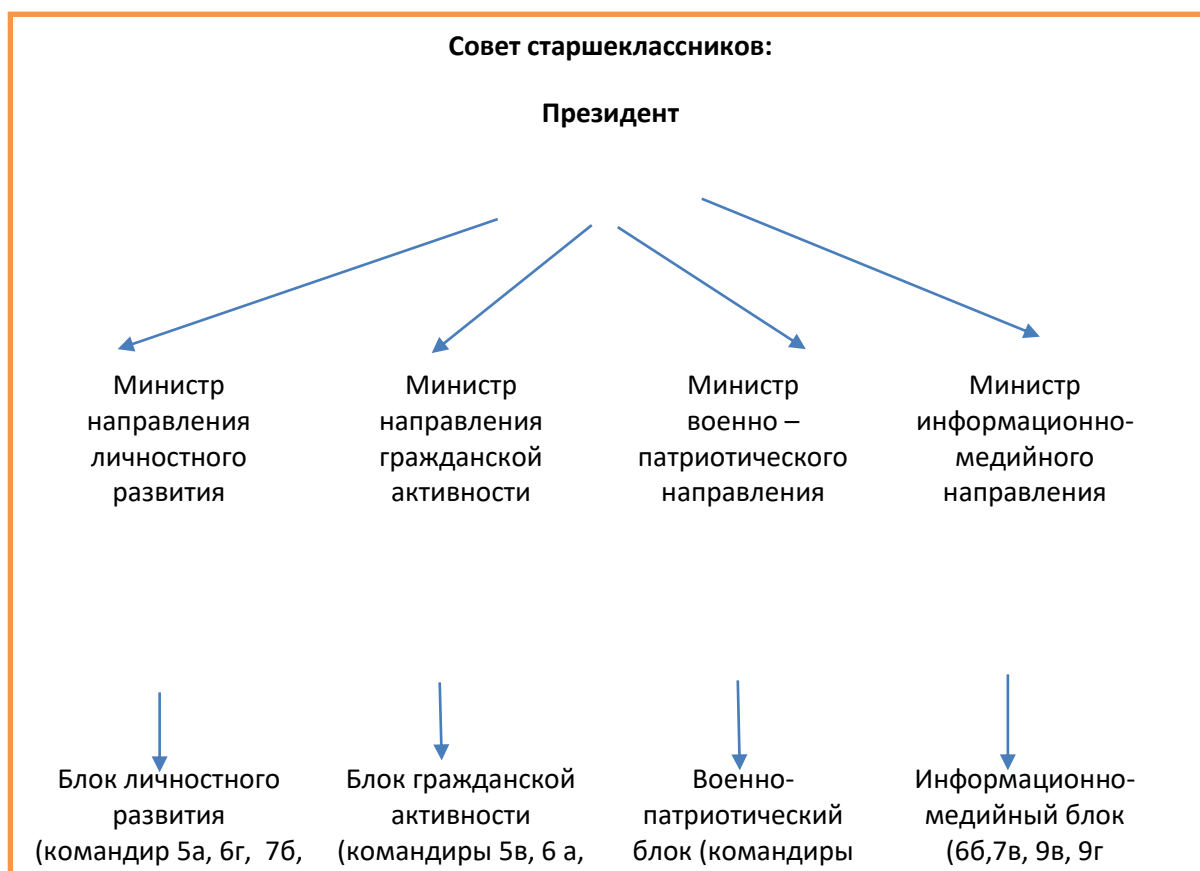 Совет старшеклассников:
Президент
Министр
направления
личностного
развития
Министр
направления
гражданской
активности
Министр
военно –
патриотического
направления
Министр
информационно-
медийного
направления
Блок личностного
развития
(командир 5а, 6г, 7б,
Блок гражданской
активности
(командиры 5в, 6 а,
Военно-
патриотический
блок (командиры
Информационно-
медийный блок
(6б,7в, 9в, 9г